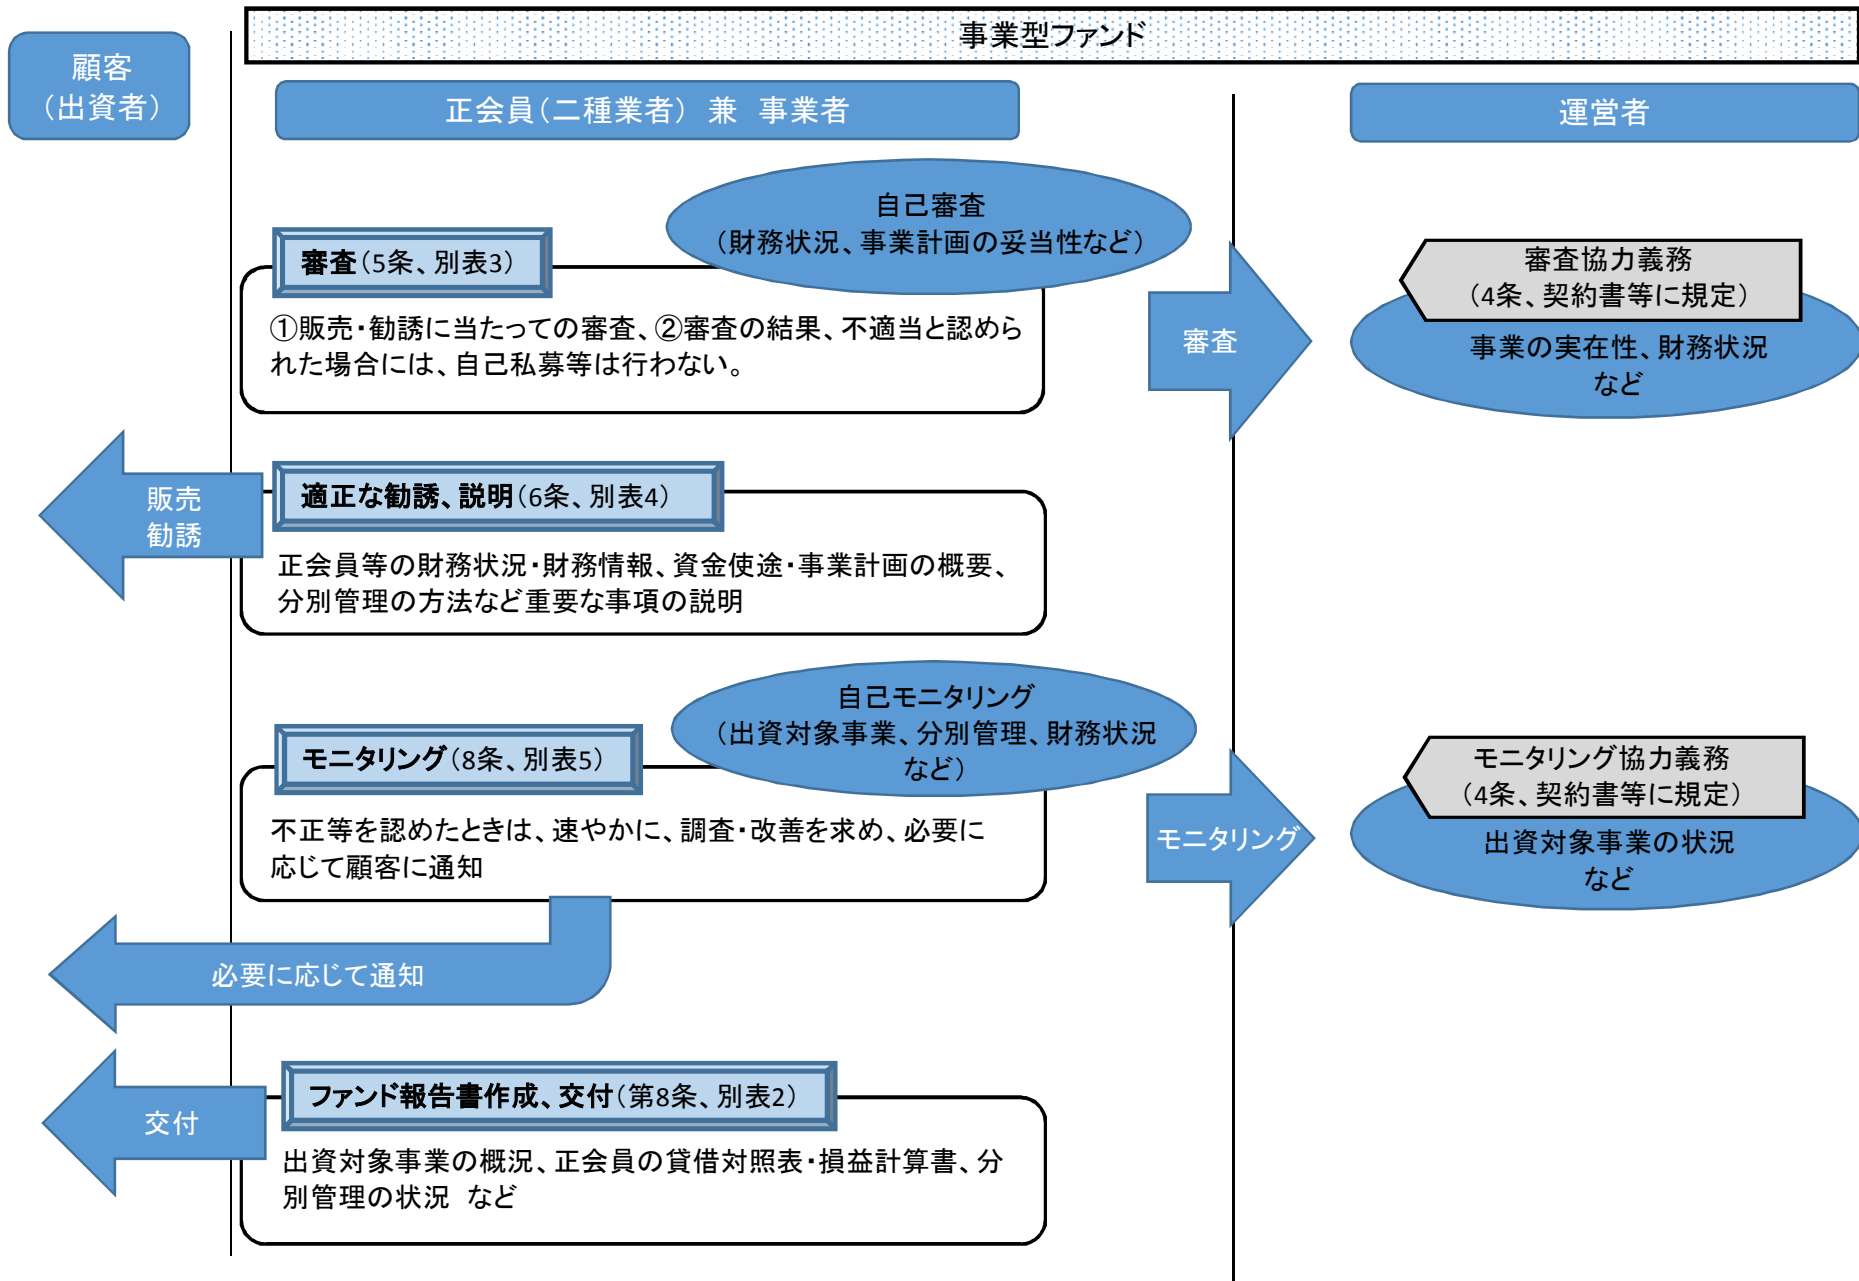 事業型ファンド
顧客
（出資者）
正会員（二種業者） 兼　事業者
運営者
自己審査
（財務状況、事業計画の妥当性など）
審査（5条、別表3）
①販売・勧誘に当たっての審査、②審査の結果、不適当と認めら
れた場合には、自己私募等は行わない。
審査
審査協力義務
（4条、契約書等に規定）
事業の実在性、財務状況
など
販売
勧誘
適正な勧誘、説明（6条、別表4）
正会員等の財務状況・財務情報、資金使途・事業計画の概要、
分別管理の方法など重要な事項の説明
自己モニタリング
（出資対象事業、分別管理、財務状況
など）
モニタリング（8条、別表5）
不正等を認めたときは、速やかに、調査・改善を求め、必要に
応じて顧客に通知
モニタリング
モニタリング協力義務
（4条、契約書等に規定）
出資対象事業の状況
など
必要に応じて通知
交付
ファンド報告書作成、交付（第8条、別表2）
出資対象事業の概況、正会員の貸借対照表・損益計算書、分
別管理の状況　など